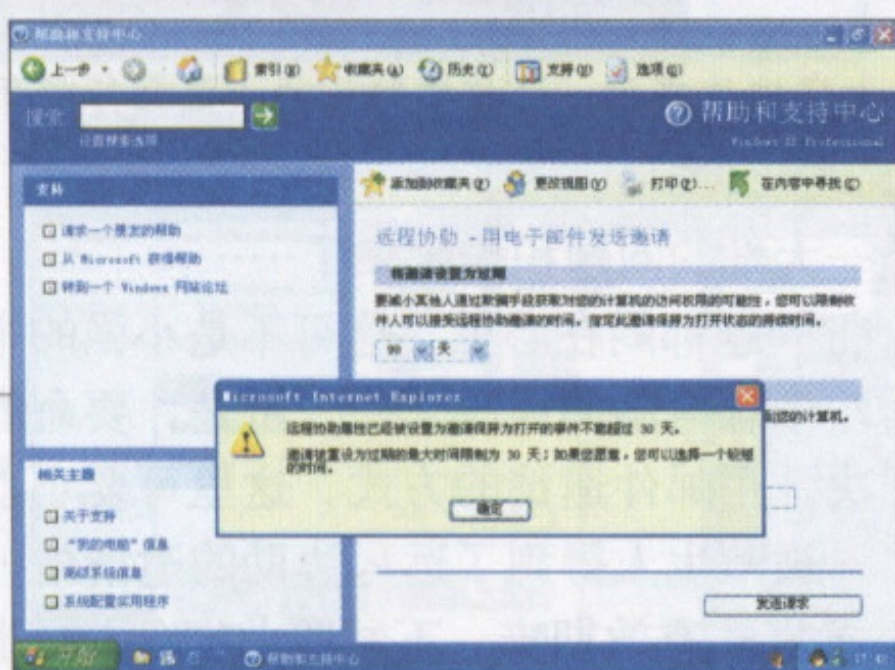 帮助和支持中心
上一步
索引(I) 收藏夹(A) 历史(I) 支持(U) 选项(O)
搜索
设置搜索选项
帮助和支持中心
Windows XP Professional
支持
请求一个朋友的帮助
从 Microsoft 获得帮助
转到一个 Windows 网站论坛
添加到收藏夹(D) 更改视图(V) 打印(P)... 在内容中寻找(C)
远程协助 - 用电子邮件发送邀请
将邀请设置为过期
要减小其他人通过欺骗手段获取对您的计算机的访问权限的可能性，您可以限制收
件人可以接受远程协助邀请的时间。指定此邀请保持为打开状态的持续时间。
90 天
Microsoft Internet Explorer
远程协助属性已经被设置为邀请保持为打开的事件不能超过 30 天。
邀请被置设为过期的最大时间限制为 30 天；如果您愿意，您可以选择一个较短
的时间。
确定
到您的计算机。
相关主题
关于支持
“我的电脑”信息
高级系统信息
系统配置实用程序
发送请求
开始
帮助和支持中心
17:42